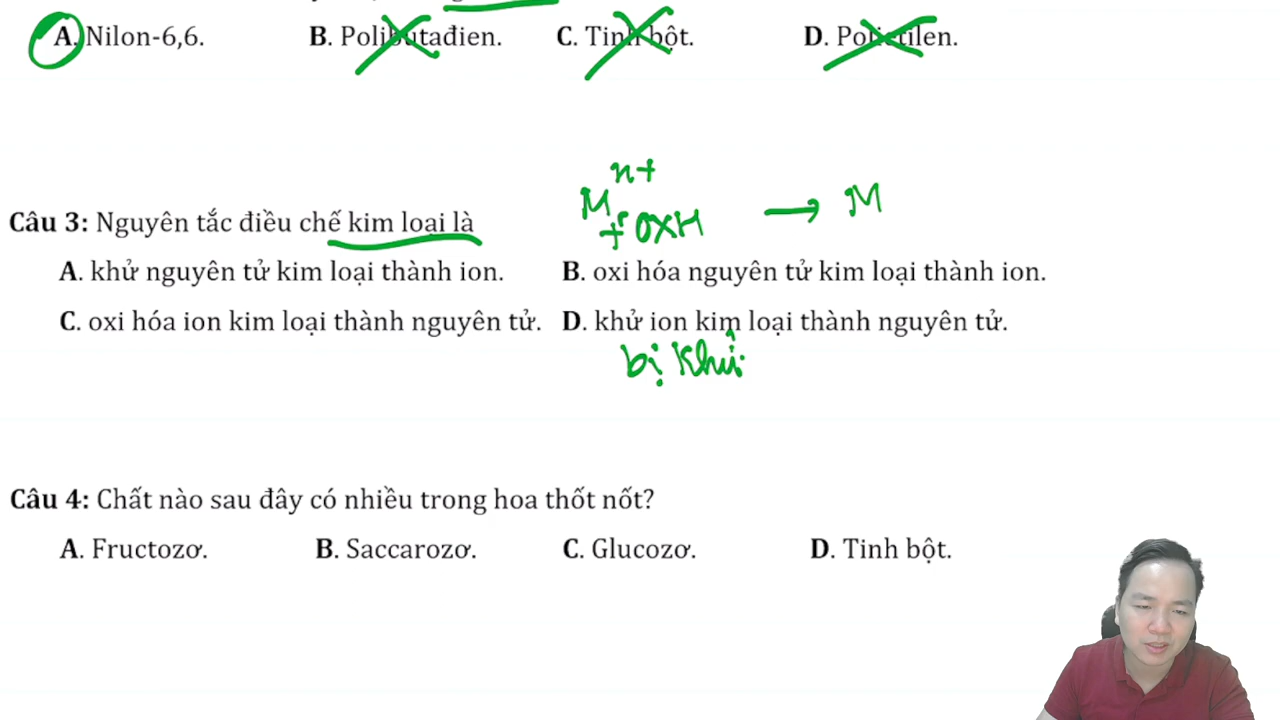 A. Nilon-6,6. B. Polibutađien. C. Tinh bột. D. Polietilen.
n+
M → M
+ OXH
Câu 3: Nguyên tắc điều chế kim loại là
A. khử nguyên tử kim loại thành ion. B. oxi hóa nguyên tử kim loại thành ion.
C. oxi hóa ion kim loại thành nguyên tử. D. khử ion kim loại thành nguyên tử.
bị khử
Câu 4: Chất nào sau đây có nhiều trong hoa thốt nốt?
A. Fructozơ. B. Saccarozơ. C. Glucozơ. D. Tinh bột.